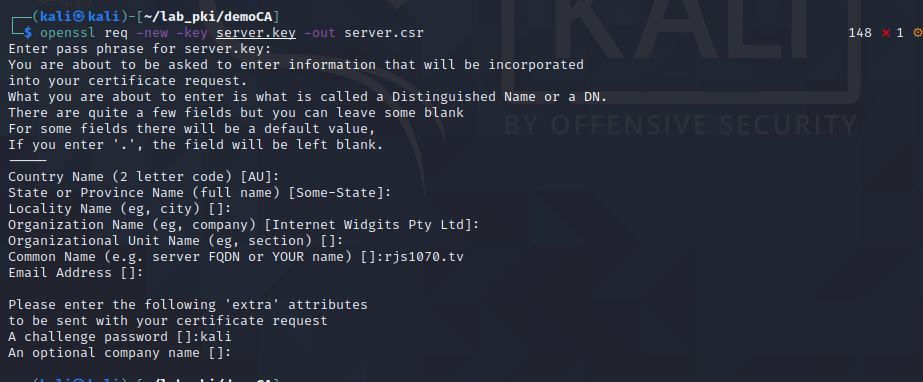 (kali㉿kali)-[~/lab_pki/demoCA]
$ openssl req -new -key server.key -out server.csr 148 ⨯ 1 ⚙
Enter pass phrase for server.key:
You are about to be asked to enter information that will be incorporated
into your certificate request.
What you are about to enter is what is called a Distinguished Name or a DN.
There are quite a few fields but you can leave some blank
For some fields there will be a default value,
If you enter '.', the field will be left blank.
-----
Country Name (2 letter code) [AU]:
State or Province Name (full name) [Some-State]:
Locality Name (eg, city) []:
Organization Name (eg, company) [Internet Widgits Pty Ltd]:
Organizational Unit Name (eg, section) []:
Common Name (e.g. server FQDN or YOUR name) []:rjs1070.tv
Email Address []:
Please enter the following 'extra' attributes
to be sent with your certificate request
A challenge password []:kali
An optional company name []:
(kali㉿kali)-[~/lab_pki/demoCA]
KALI
BY OFFENSIVE SECURITY